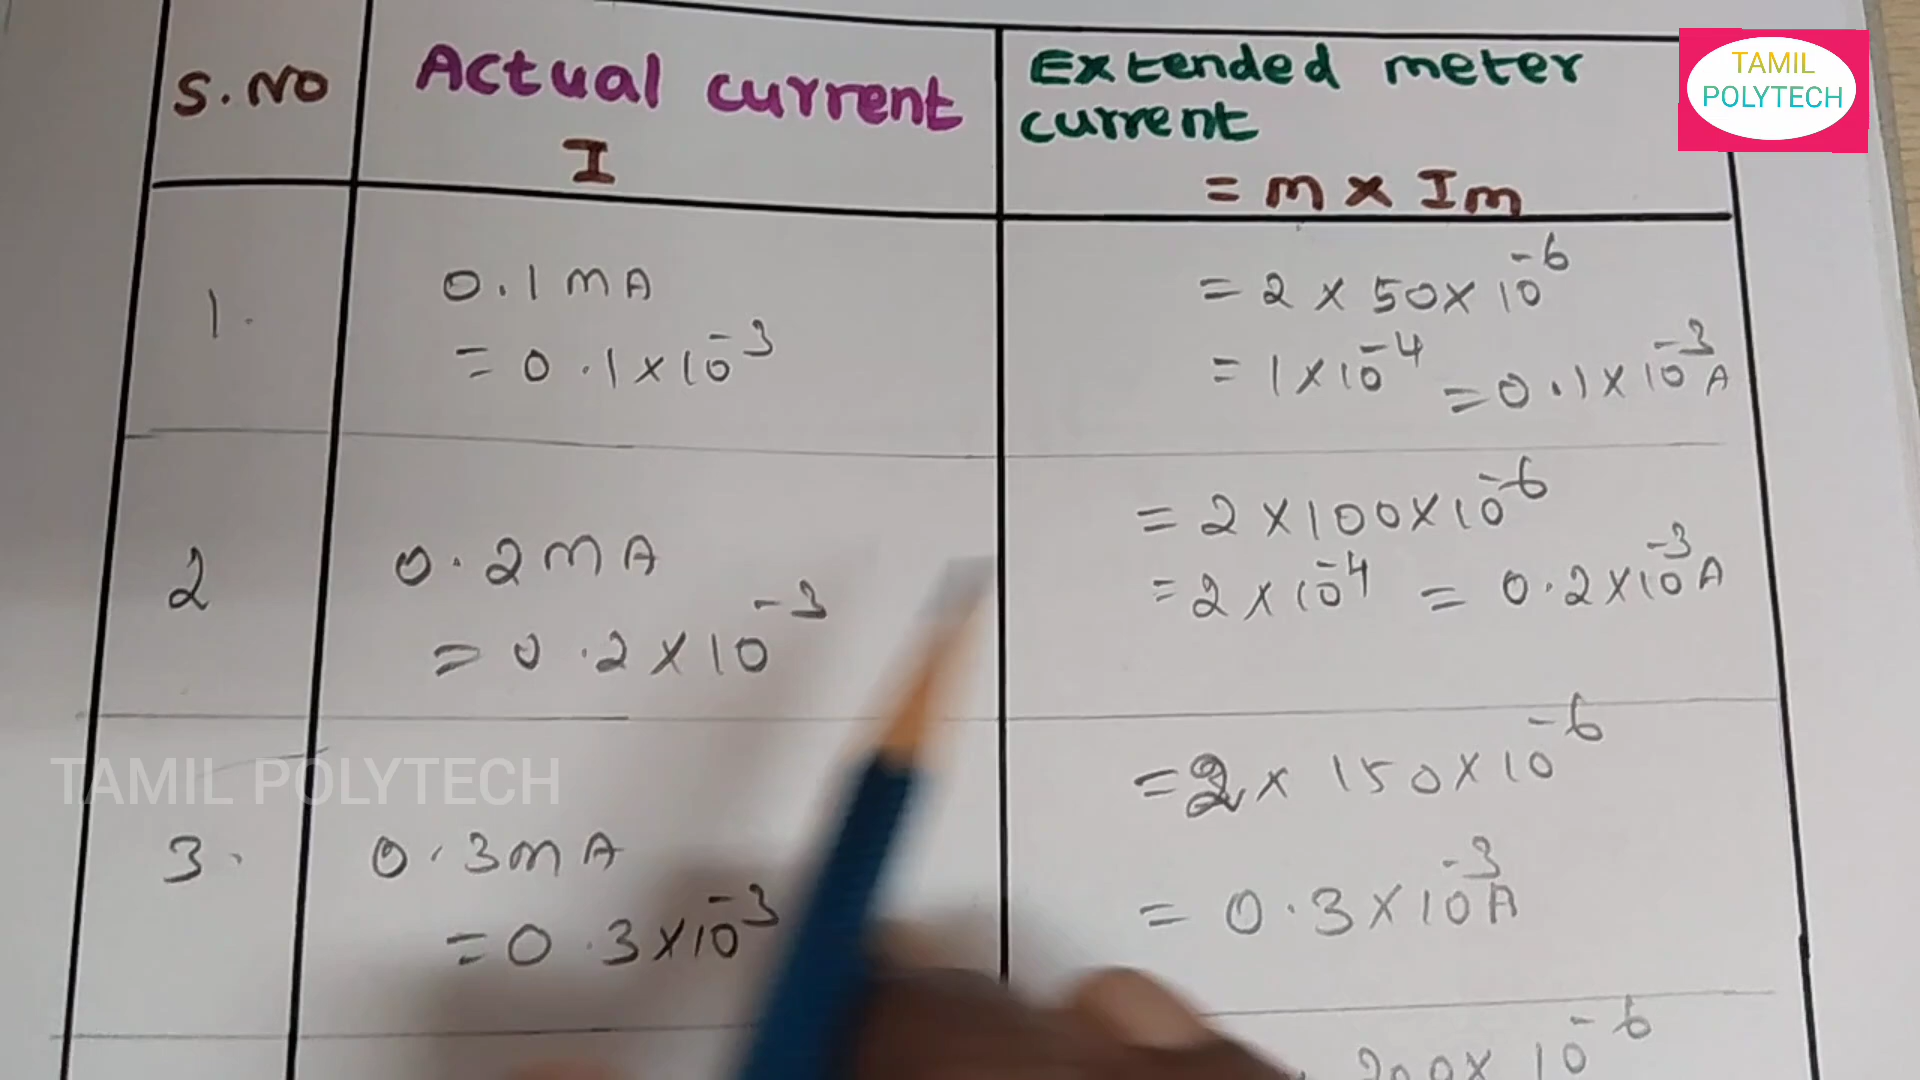 S.NO
Actual current
I
Extended meter
current
= m × Im
TAMIL
POLYTECH
1.
0.1 mA
= 0.1 × 10⁻³
= 2 × 50 × 10⁻⁶
= 1 × 10⁻⁴ = 0.1 × 10⁻³ A
2
0.2 mA
= 0.2 × 10⁻³
= 2 × 100 × 10⁻⁶
= 2 × 10⁻⁴ = 0.2 × 10⁻³ A
TAMIL POLYTECH
3.
0.3 mA
= 0.3 × 10⁻³
= 2 × 150 × 10⁻⁶
= 0.3 × 10⁻³ A
200 × 10⁻⁶